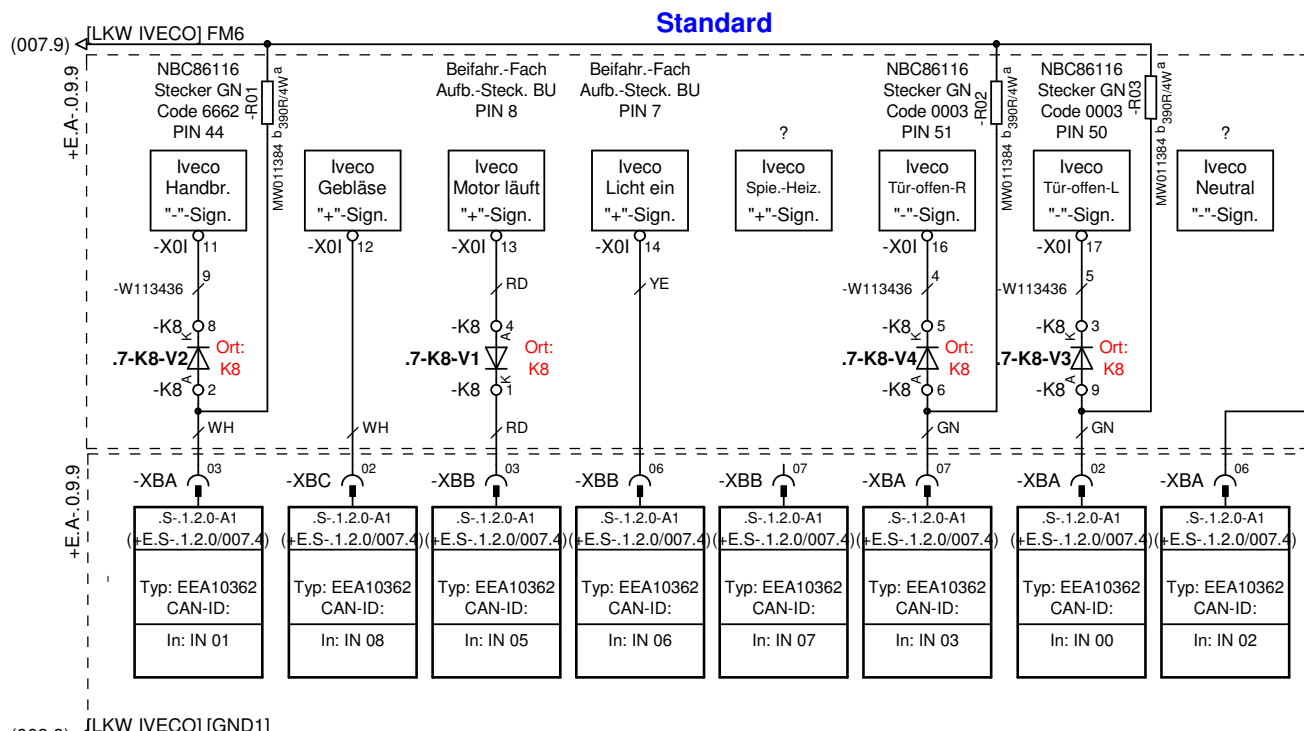 Standard
[LKW IVECO] FM6
(007.9)
+E.A-.0.9.9
NBC86116
Stecker GN
Code 6662
PIN 44
-R01
390R/4W
a
b
MW011384
Beifahr.-Fach
Aufb.-Steck. BU
PIN 8
Beifahr.-Fach
Aufb.-Steck. BU
PIN 7
?
NBC86116
Stecker GN
Code 0003
PIN 51
-R02
390R/4W
a
b
MW011384
NBC86116
Stecker GN
Code 0003
PIN 50
-R03
390R/4W
a
b
MW011384
?
Iveco
Handbr.
"-"-Sign.
Iveco
Gebläse
"+"-Sign.
Iveco
Motor läuft
"+"-Sign.
Iveco
Licht ein
"+"-Sign.
Iveco
Spie.-Heiz.
"+"-Sign.
Iveco
Tür-offen-R
"-"-Sign.
Iveco
Tür-offen-L
"-"-Sign.
Iveco
Neutral
"-"-Sign.
-X0I 11
-X0I 12
-X0I 13
-X0I 14
-X0I 16
-X0I 17
-W113436 9
RD
YE
-W113436 4
-W113436 5
-K8 8
-K8 4
-K8 5
-K8 3
K
.7-K8-V2
A
Ort:
K8
A
.7-K8-V1
K
Ort:
K8
K
.7-K8-V4
A
Ort:
K8
K
.7-K8-V3
A
Ort:
K8
-K8 2
-K8 1
-K8 6
-K8 9
WH
WH
RD
GN
GN
+E.A-.0.9.9
-XBA 03
-XBC 02
-XBB 03
-XBB 06
-XBB 07
-XBA 07
-XBA 02
-XBA 06
.S-.1.2.0-A1
(+E.S-.1.2.0/007.4)
Typ: EEA10362
CAN-ID:
In: IN 01
.S-.1.2.0-A1
(+E.S-.1.2.0/007.4)
Typ: EEA10362
CAN-ID:
In: IN 08
.S-.1.2.0-A1
(+E.S-.1.2.0/007.4)
Typ: EEA10362
CAN-ID:
In: IN 05
.S-.1.2.0-A1
(+E.S-.1.2.0/007.4)
Typ: EEA10362
CAN-ID:
In: IN 06
.S-.1.2.0-A1
(+E.S-.1.2.0/007.4)
Typ: EEA10362
CAN-ID:
In: IN 07
.S-.1.2.0-A1
(+E.S-.1.2.0/007.4)
Typ: EEA10362
CAN-ID:
In: IN 03
.S-.1.2.0-A1
(+E.S-.1.2.0/007.4)
Typ: EEA10362
CAN-ID:
In: IN 00
.S-.1.2.0-A1
(+E.S-.1.2.0/007.4)
Typ: EEA10362
CAN-ID:
In: IN 02
[LKW IVECO] [GND1]